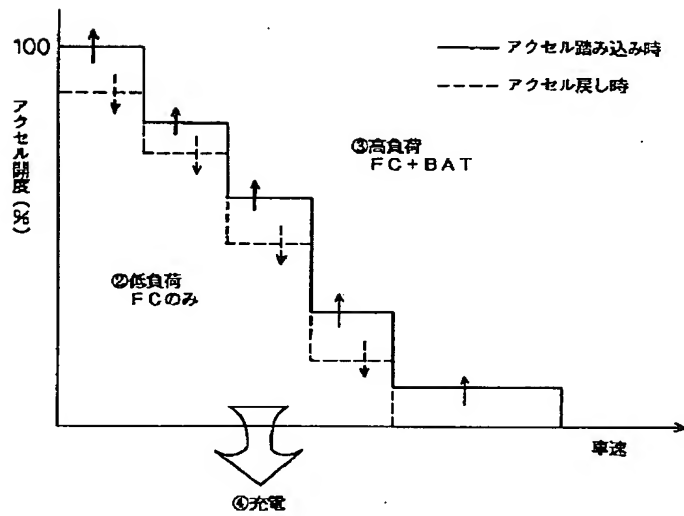 100
アクセル開度(%)
アクセル踏み込み時
アクセル戻し時
③高負荷
FC+BAT
②低負荷
FCのみ
車速
④充電